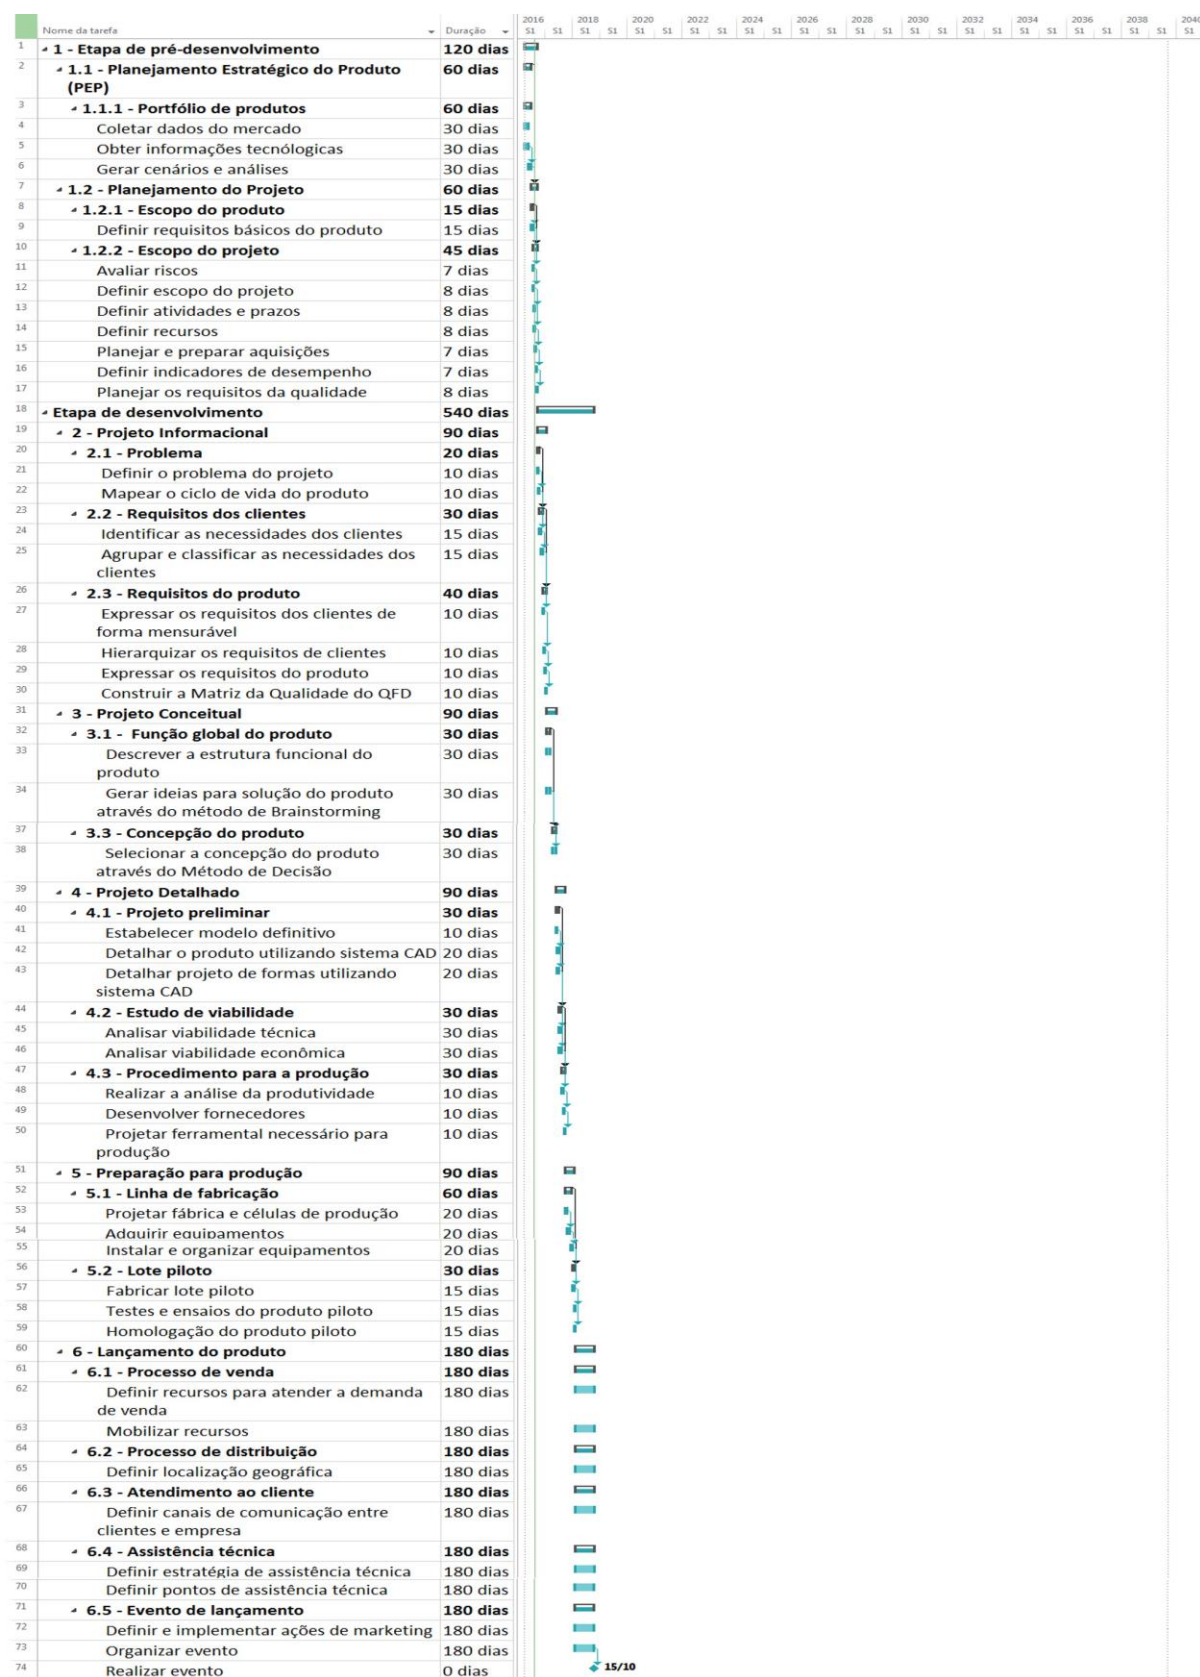 2016 2018 2020 2022 2024 2026 2028 2030 2032 2034 2036 2038 2040
Nome da tarefa Duração S1 S1 S1 S1 S1 S1 S1 S1 S1 S1 S1 S1 S1 S1 S1 S1 S1 S1 S1 S1 S1 S1 S1 S1 S1
1 1 - Etapa de pré-desenvolvimento 120 dias
2 1.1 - Planejamento Estratégico do Produto 60 dias
(PEP)
3 1.1.1 - Portfólio de produtos 60 dias
4 Coletar dados do mercado 30 dias
5 Obter informações tecnólogicas 30 dias
6 Gerar cenários e análises 30 dias
7 1.2 - Planejamento do Projeto 60 dias
8 1.2.1 - Escopo do produto 15 dias
9 Definir requisitos básicos do produto 15 dias
10 1.2.2 - Escopo do projeto 45 dias
11 Avaliar riscos 7 dias
12 Definir escopo do projeto 8 dias
13 Definir atividades e prazos 8 dias
14 Definir recursos 8 dias
15 Planejar e preparar aquisições 7 dias
16 Definir indicadores de desempenho 7 dias
17 Planejar os requisitos da qualidade 8 dias
18 Etapa de desenvolvimento 540 dias
19 2 - Projeto Informacional 90 dias
20 2.1 - Problema 20 dias
21 Definir o problema do projeto 10 dias
22 Mapear o ciclo de vida do produto 10 dias
23 2.2 - Requisitos dos clientes 30 dias
24 Identificar as necessidades dos clientes 15 dias
25 Agrupar e classificar as necessidades dos 15 dias
clientes
26 2.3 - Requisitos do produto 40 dias
27 Expressar os requisitos dos clientes de 10 dias
forma mensurável
28 Hierarquizar os requisitos de clientes 10 dias
29 Expressar os requisitos do produto 10 dias
30 Construir a Matriz da Qualidade do QFD 10 dias
31 3 - Projeto Conceitual 90 dias
32 3.1 - Função global do produto 30 dias
33 Descrever a estrutura funcional do 30 dias
produto
34 Gerar ideias para solução do produto 30 dias
através do método de Brainstorming
37 3.3 - Concepção do produto 30 dias
38 Selecionar a concepção do produto 30 dias
através do Método de Decisão
39 4 - Projeto Detalhado 90 dias
40 4.1 - Projeto preliminar 30 dias
41 Estabelecer modelo definitivo 10 dias
42 Detalhar o produto utilizando sistema CAD 20 dias
43 Detalhar projeto de formas utilizando 20 dias
sistema CAD
44 4.2 - Estudo de viabilidade 30 dias
45 Analisar viabilidade técnica 30 dias
46 Analisar viabilidade econômica 30 dias
47 4.3 - Procedimento para a produção 30 dias
48 Realizar a análise da produtividade 10 dias
49 Desenvolver fornecedores 10 dias
50 Projetar ferramental necessário para 10 dias
produção
51 5 - Preparação para produção 90 dias
52 5.1 - Linha de fabricação 60 dias
53 Projetar fábrica e células de produção 20 dias
54 Adquirir equipamentos 20 dias
55 Instalar e organizar equipamentos 20 dias
56 5.2 - Lote piloto 30 dias
57 Fabricar lote piloto 15 dias
58 Testes e ensaios do produto piloto 15 dias
59 Homologação do produto piloto 15 dias
60 6 - Lançamento do produto 180 dias
61 6.1 - Processo de venda 180 dias
62 Definir recursos para atender a demanda 180 dias
de venda
63 Mobilizar recursos 180 dias
64 6.2 - Processo de distribuição 180 dias
65 Definir localização geográfica 180 dias
66 6.3 - Atendimento ao cliente 180 dias
67 Definir canais de comunicação entre 180 dias
clientes e empresa
68 6.4 - Assistência técnica 180 dias
69 Definir estratégia de assistência técnica 180 dias
70 Definir pontos de assistência técnica 180 dias
71 6.5 - Evento de lançamento 180 dias
72 Definir e implementar ações de marketing 180 dias
73 Organizar evento 180 dias
74 Realizar evento 0 dias 15/10